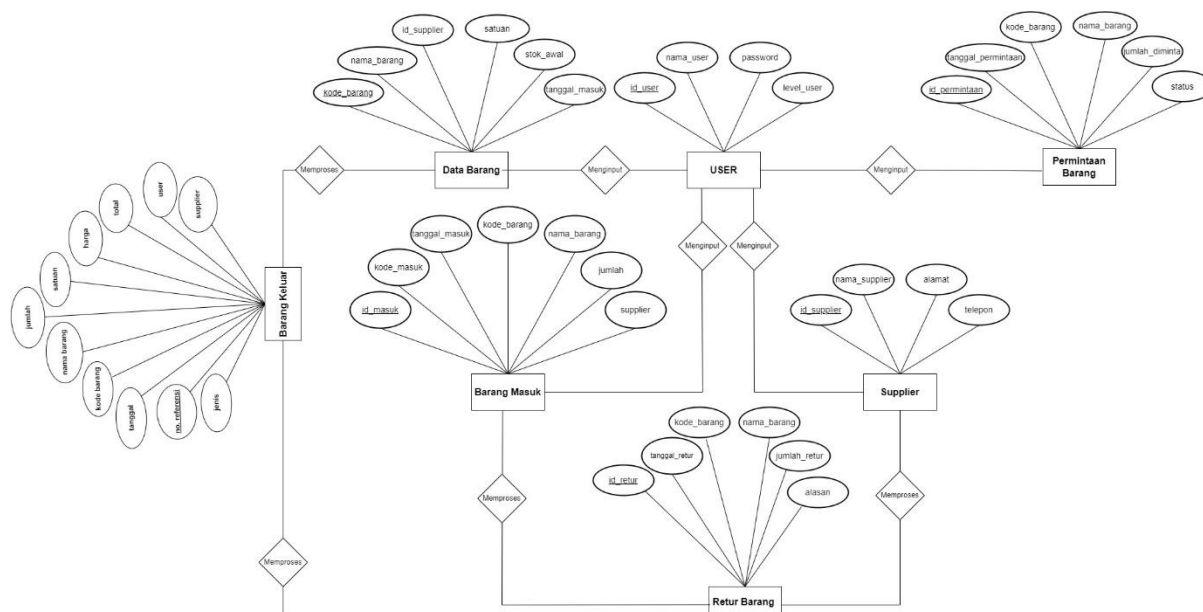 id_supplier
satuan
nama_barang
stok_awal
kode_barang
tanggal_masuk
Data Barang
nama_user
password
id_user
level_user
USER
kode_barang
nama_barang
tanggal_permintaan
jumlah_diminta
id_permintaan
status
Permintaan
Barang
Memproses
Menginput
Menginput
supplier
user
total
harga
satuan
jumlah
nama barang
kode barang
tanggal
no. referensi
jenis
Barang Keluar
Memproses
kode_barang
tanggal_masuk
nama_barang
kode_masuk
jumlah
id_masuk
supplier
Barang Masuk
Menginput
Menginput
nama_supplier
alamat
id_supplier
telepon
Supplier
kode_barang
nama_barang
tanggal_retur
jumlah_retur
id_retur
alasan
Memproses
Memproses
Retur Barang